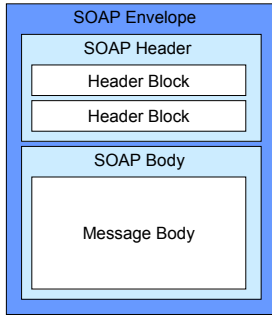 SOAP Envelope
SOAP Header
Header Block
Header Block
SOAP Body
Message Body